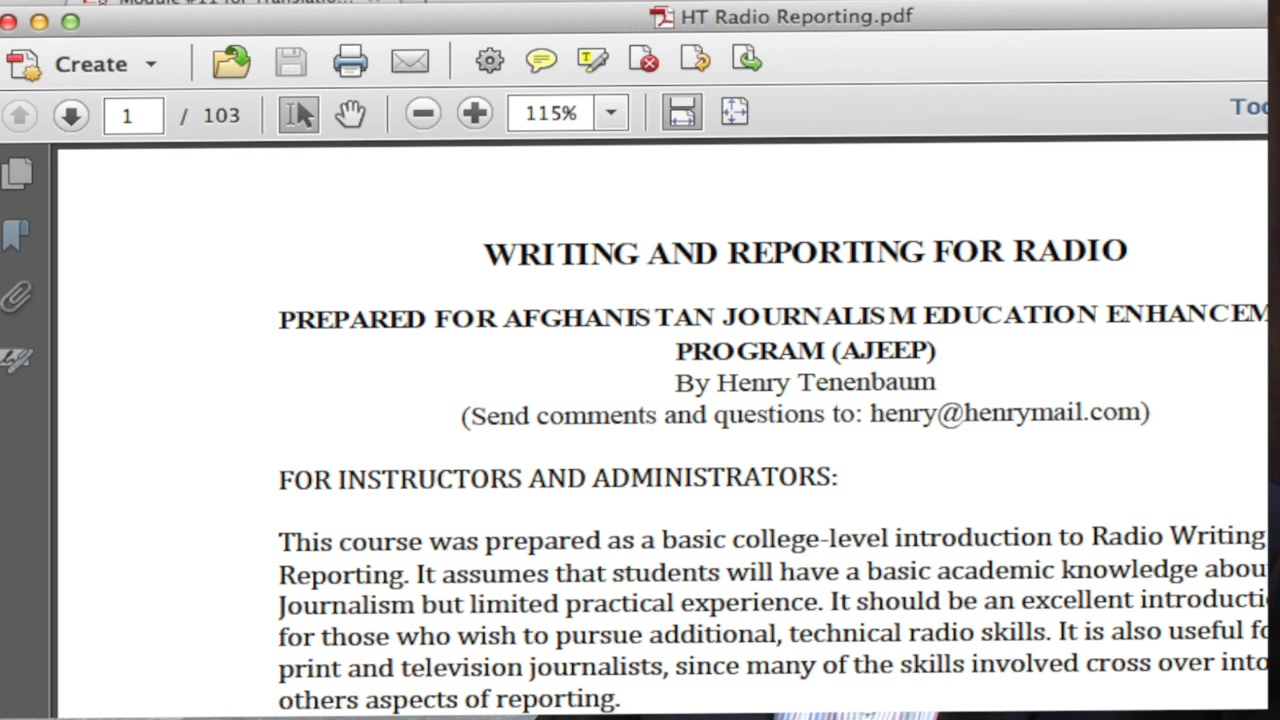 HT Radio Reporting.pdf
Create
1 / 103
115%
WRITING AND REPORTING FOR RADIO
PREPARED FOR AFGHANISTAN JOURNALISM EDUCATION
PROGRAM (AJEEP)
By Henry Tenenbaum
(Send comments and questions to: henry@henrymail.com)
FOR INSTRUCTORS AND ADMINISTRATORS:
This course was prepared as a basic college-level introduction to Radio Writing
Reporting. It assumes that students will have a basic academic knowledge
Journalism but limited practical experience. It should be an excellent
for those who wish to pursue additional, technical radio skills. It is also useful
print and television journalists, since many of the skills involved cross over into
others aspects of reporting.